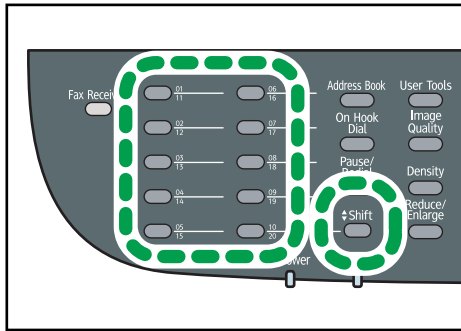 Fax Recei
01
11
02
12
03
13
04
14
05
15
06
16
07
17
08
18
09
19
10
20
Address Book
On Hook
Dial
Pause/
Shift
User Tools
Image
Quality
Density
Reduce/
Enlarge
ower